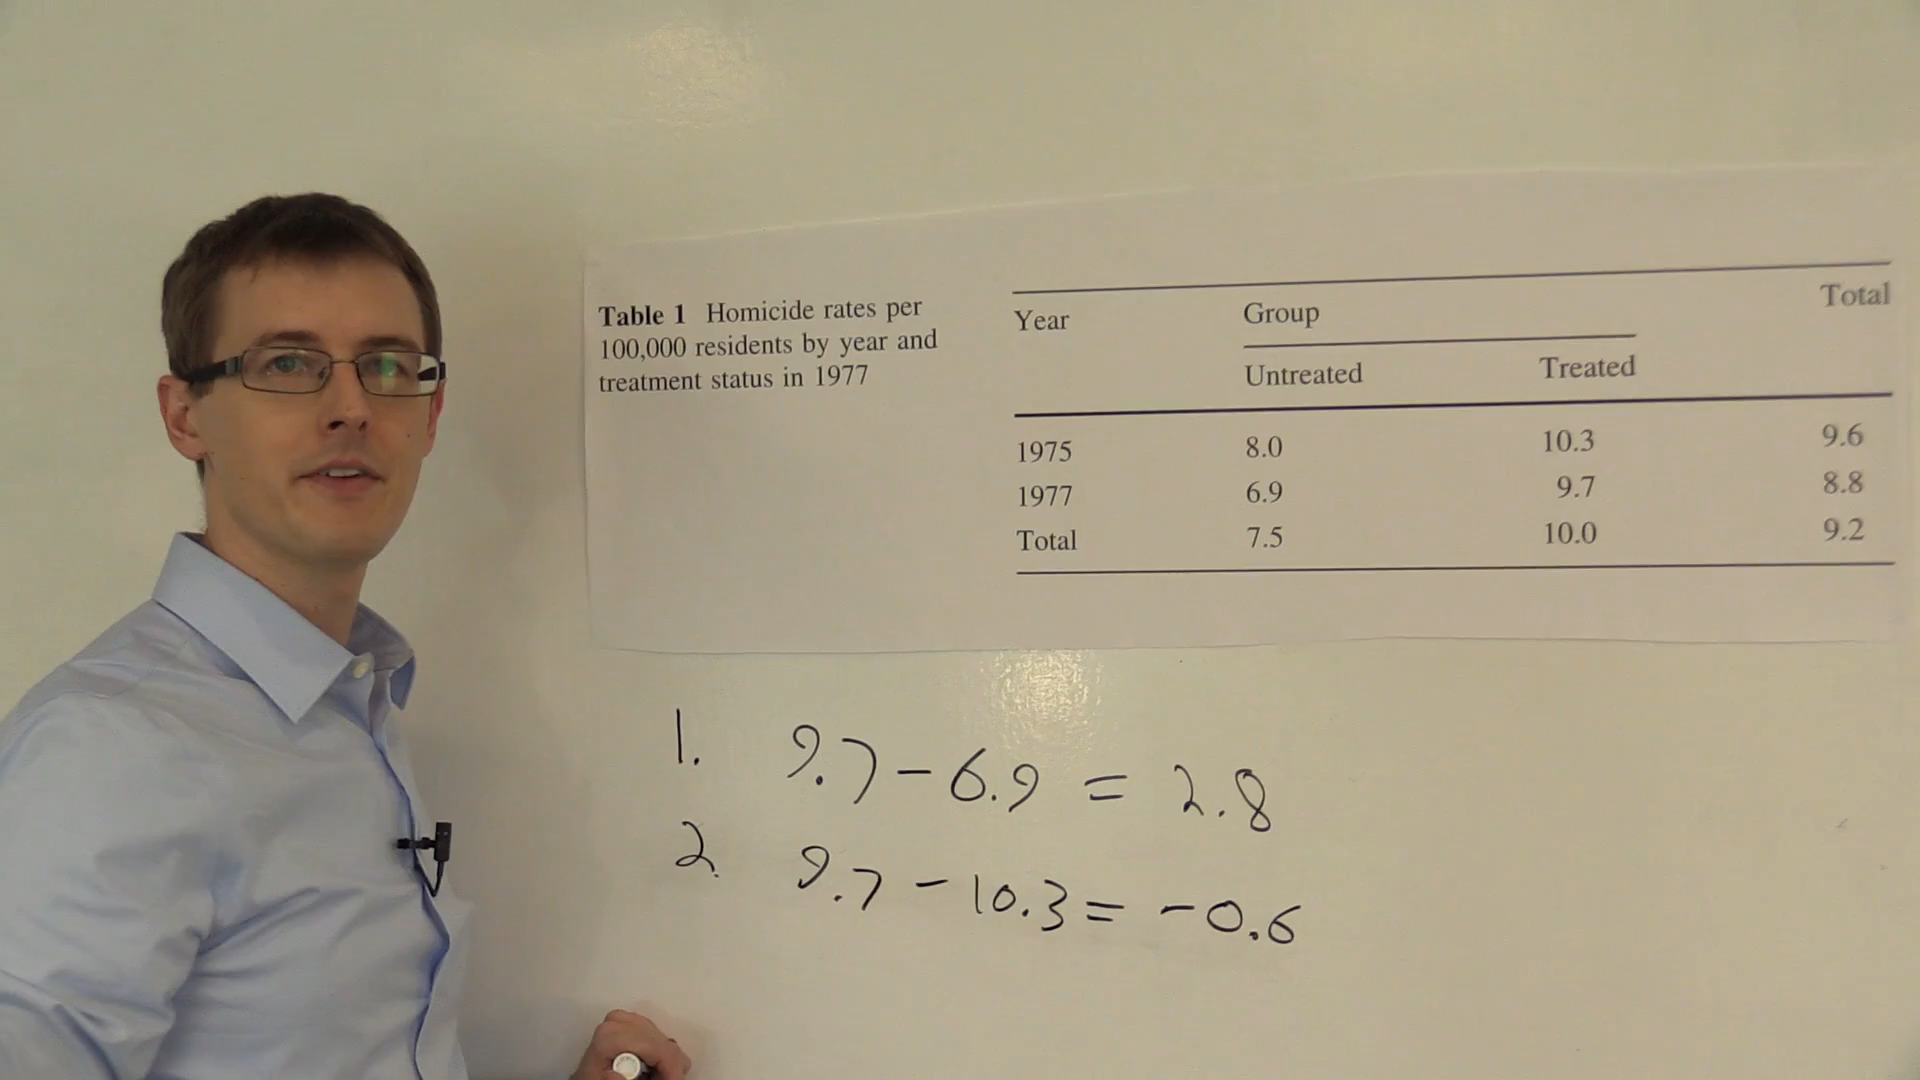 Table 1 Homicide rates per
100,000 residents by year and
treatment status in 1977
Year Group Total
Untreated Treated
1975 8.0 10.3 9.6
1977 6.9 9.7 8.8
Total 7.5 10.0 9.2
1. 9.7 - 6.9 = 2.8
2. 9.7 - 10.3 = -0.6